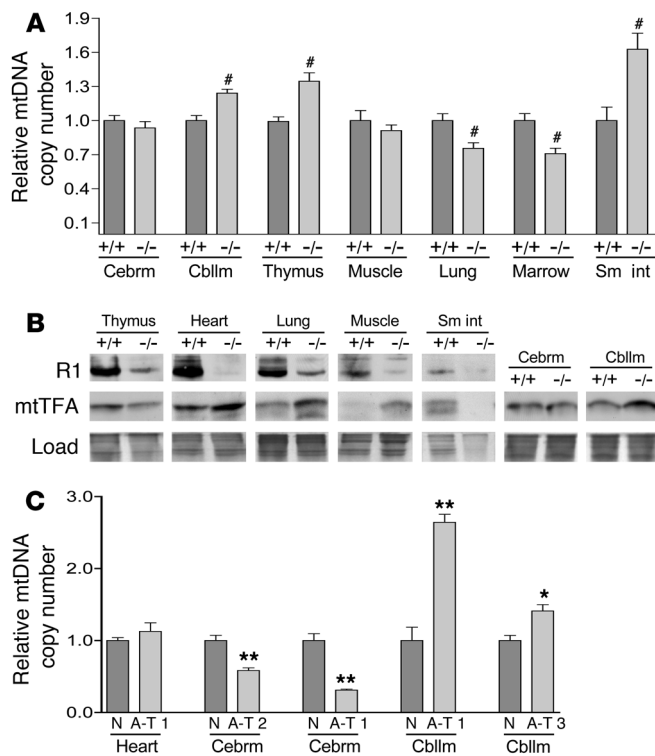 A
Relative mtDNA
copy number
1.9
1.6
1.3
1.0
0.7
0.4
0.1
# # # # #
+/+ -/- +/+ -/- +/+ -/- +/+ -/- +/+ -/- +/+ -/- +/+ -/-
Cebrm Cbllm Thymus Muscle Lung Marrow Sm int
B
Thymus Heart Lung Muscle Sm int
+/+ -/- +/+ -/- +/+ -/- +/+ -/- +/+ -/-
Cebrm Cbllm
+/+ -/- +/+ -/-
R1
mtTFA
Load
C
Relative mtDNA
copy number
3.0
2.0
1.0
0.0
** ** ** *
N A-T 1 N A-T 2 N A-T 1 N A-T 1 N A-T 3
Heart Cebrm Cebrm Cbllm Cbllm